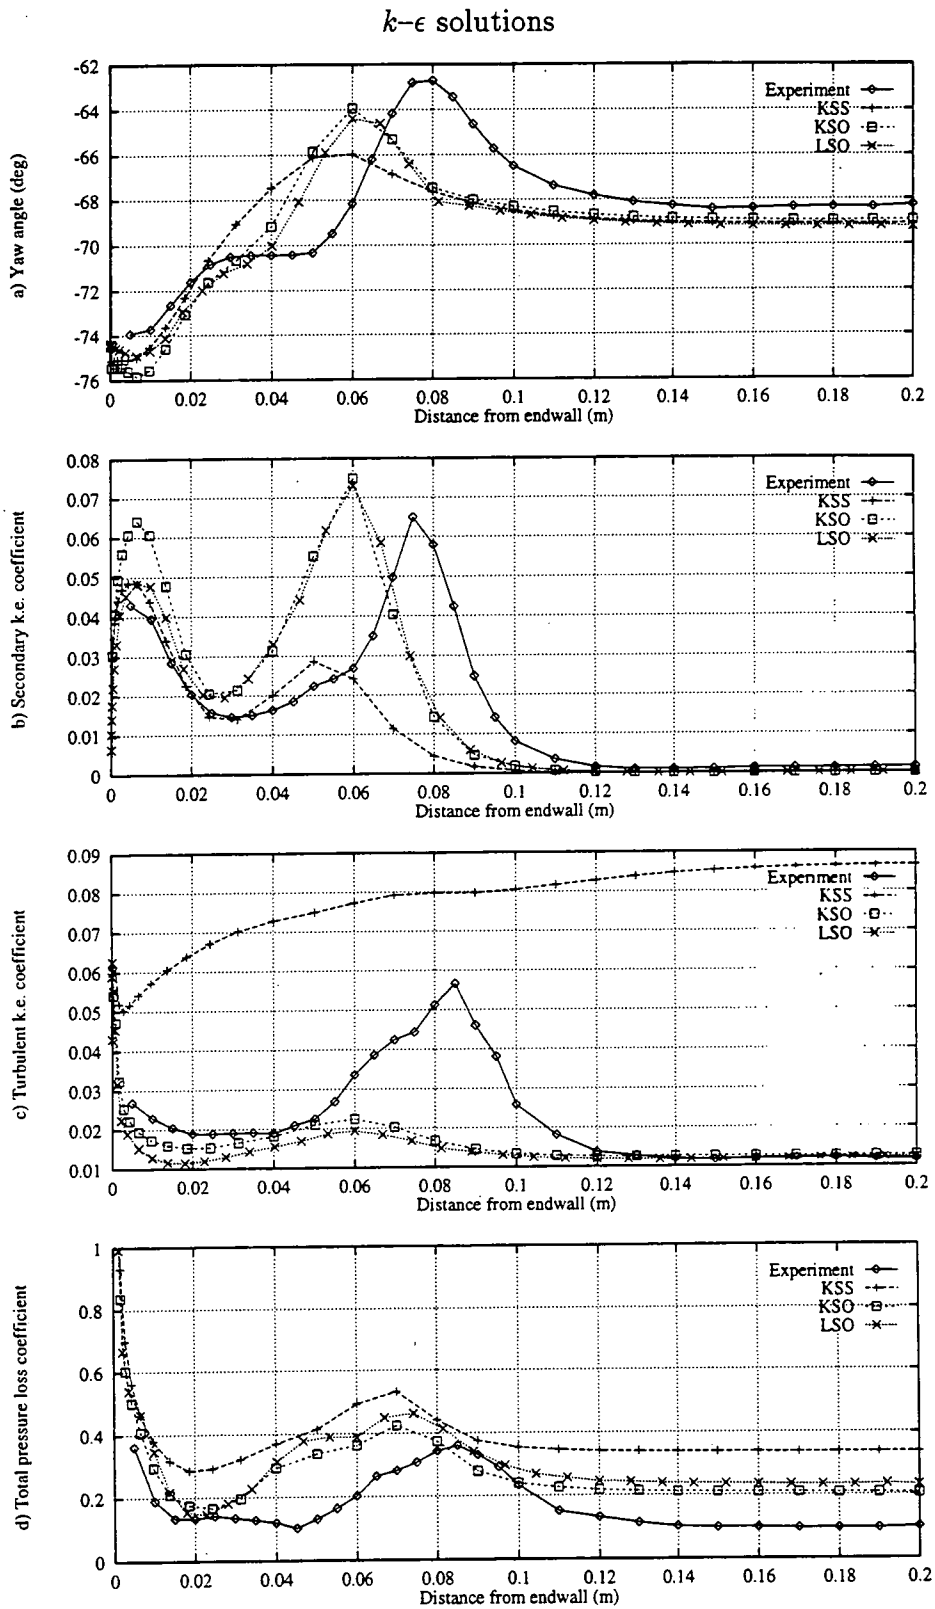 k–ϵ solutions
a) Yaw angle (deg)
-62
-64
-66
-68
-70
-72
-74
-76
Experiment
KSS
KSO
LSO
0 0.02 0.04 0.06 0.08 0.1 0.12 0.14 0.16 0.18 0.2
Distance from endwall (m)
b) Secondary k.e. coefficient
0.08
0.07
0.06
0.05
0.04
0.03
0.02
0.01
0
Experiment
KSS
KSO
LSO
0 0.02 0.04 0.06 0.08 0.1 0.12 0.14 0.16 0.18 0.2
Distance from endwall (m)
c) Turbulent k.e. coefficient
0.09
0.08
0.07
0.06
0.05
0.04
0.03
0.02
0.01
Experiment
KSS
KSO
LSO
0 0.02 0.04 0.06 0.08 0.1 0.12 0.14 0.16 0.18 0.2
Distance from endwall (m)
d) Total pressure loss coefficient
1
0.8
0.6
0.4
0.2
0
Experiment
KSS
KSO
LSO
0 0.02 0.04 0.06 0.08 0.1 0.12 0.14 0.16 0.18 0.2
Distance from endwall (m)